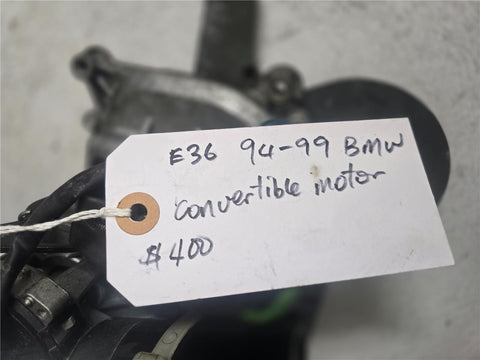 E36 94-99 BMW
convertible motor
$400